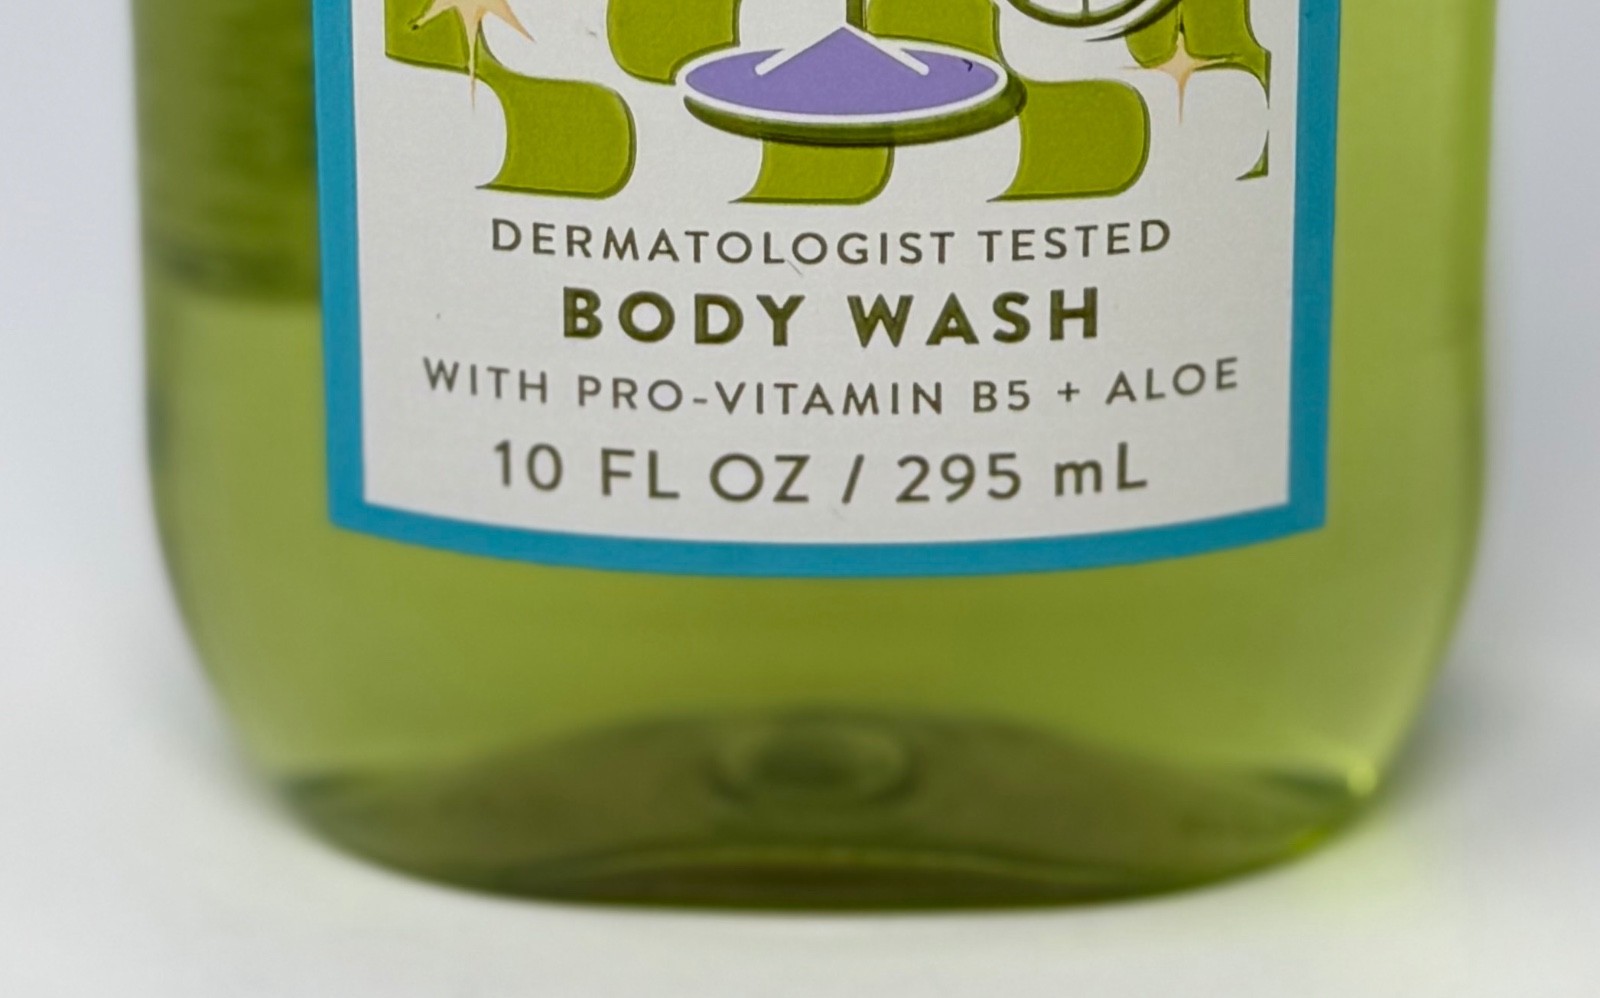 DERMATOLOGIST TESTED
BODY WASH
WITH PRO-VITAMIN B5 + ALOE
10 FL OZ / 295 mL